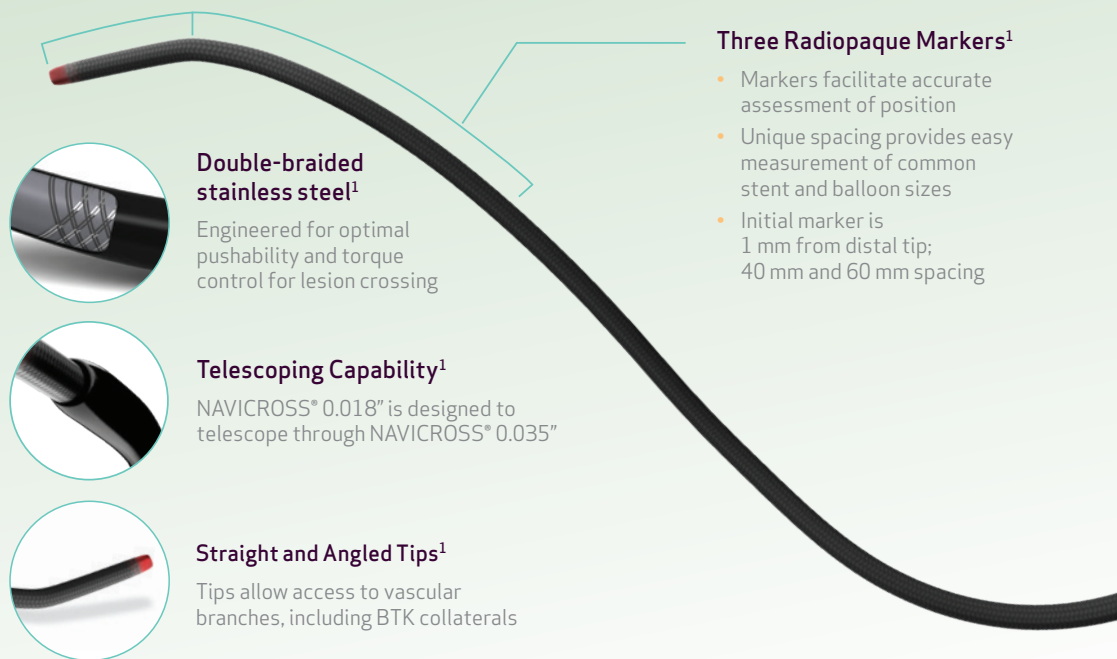 Three Radiopaque Markers¹
• Markers facilitate accurate
assessment of position
• Unique spacing provides easy
measurement of common
stent and balloon sizes
• Initial marker is
1 mm from distal tip;
40 mm and 60 mm spacing
Double-braided
stainless steel¹
Engineered for optimal
pushability and torque
control for lesion crossing
Telescoping Capability¹
NAVICROSS® 0.018″ is designed to
telescope through NAVICROSS® 0.035″
Straight and Angled Tips¹
Tips allow access to vascular
branches, including BTK collaterals